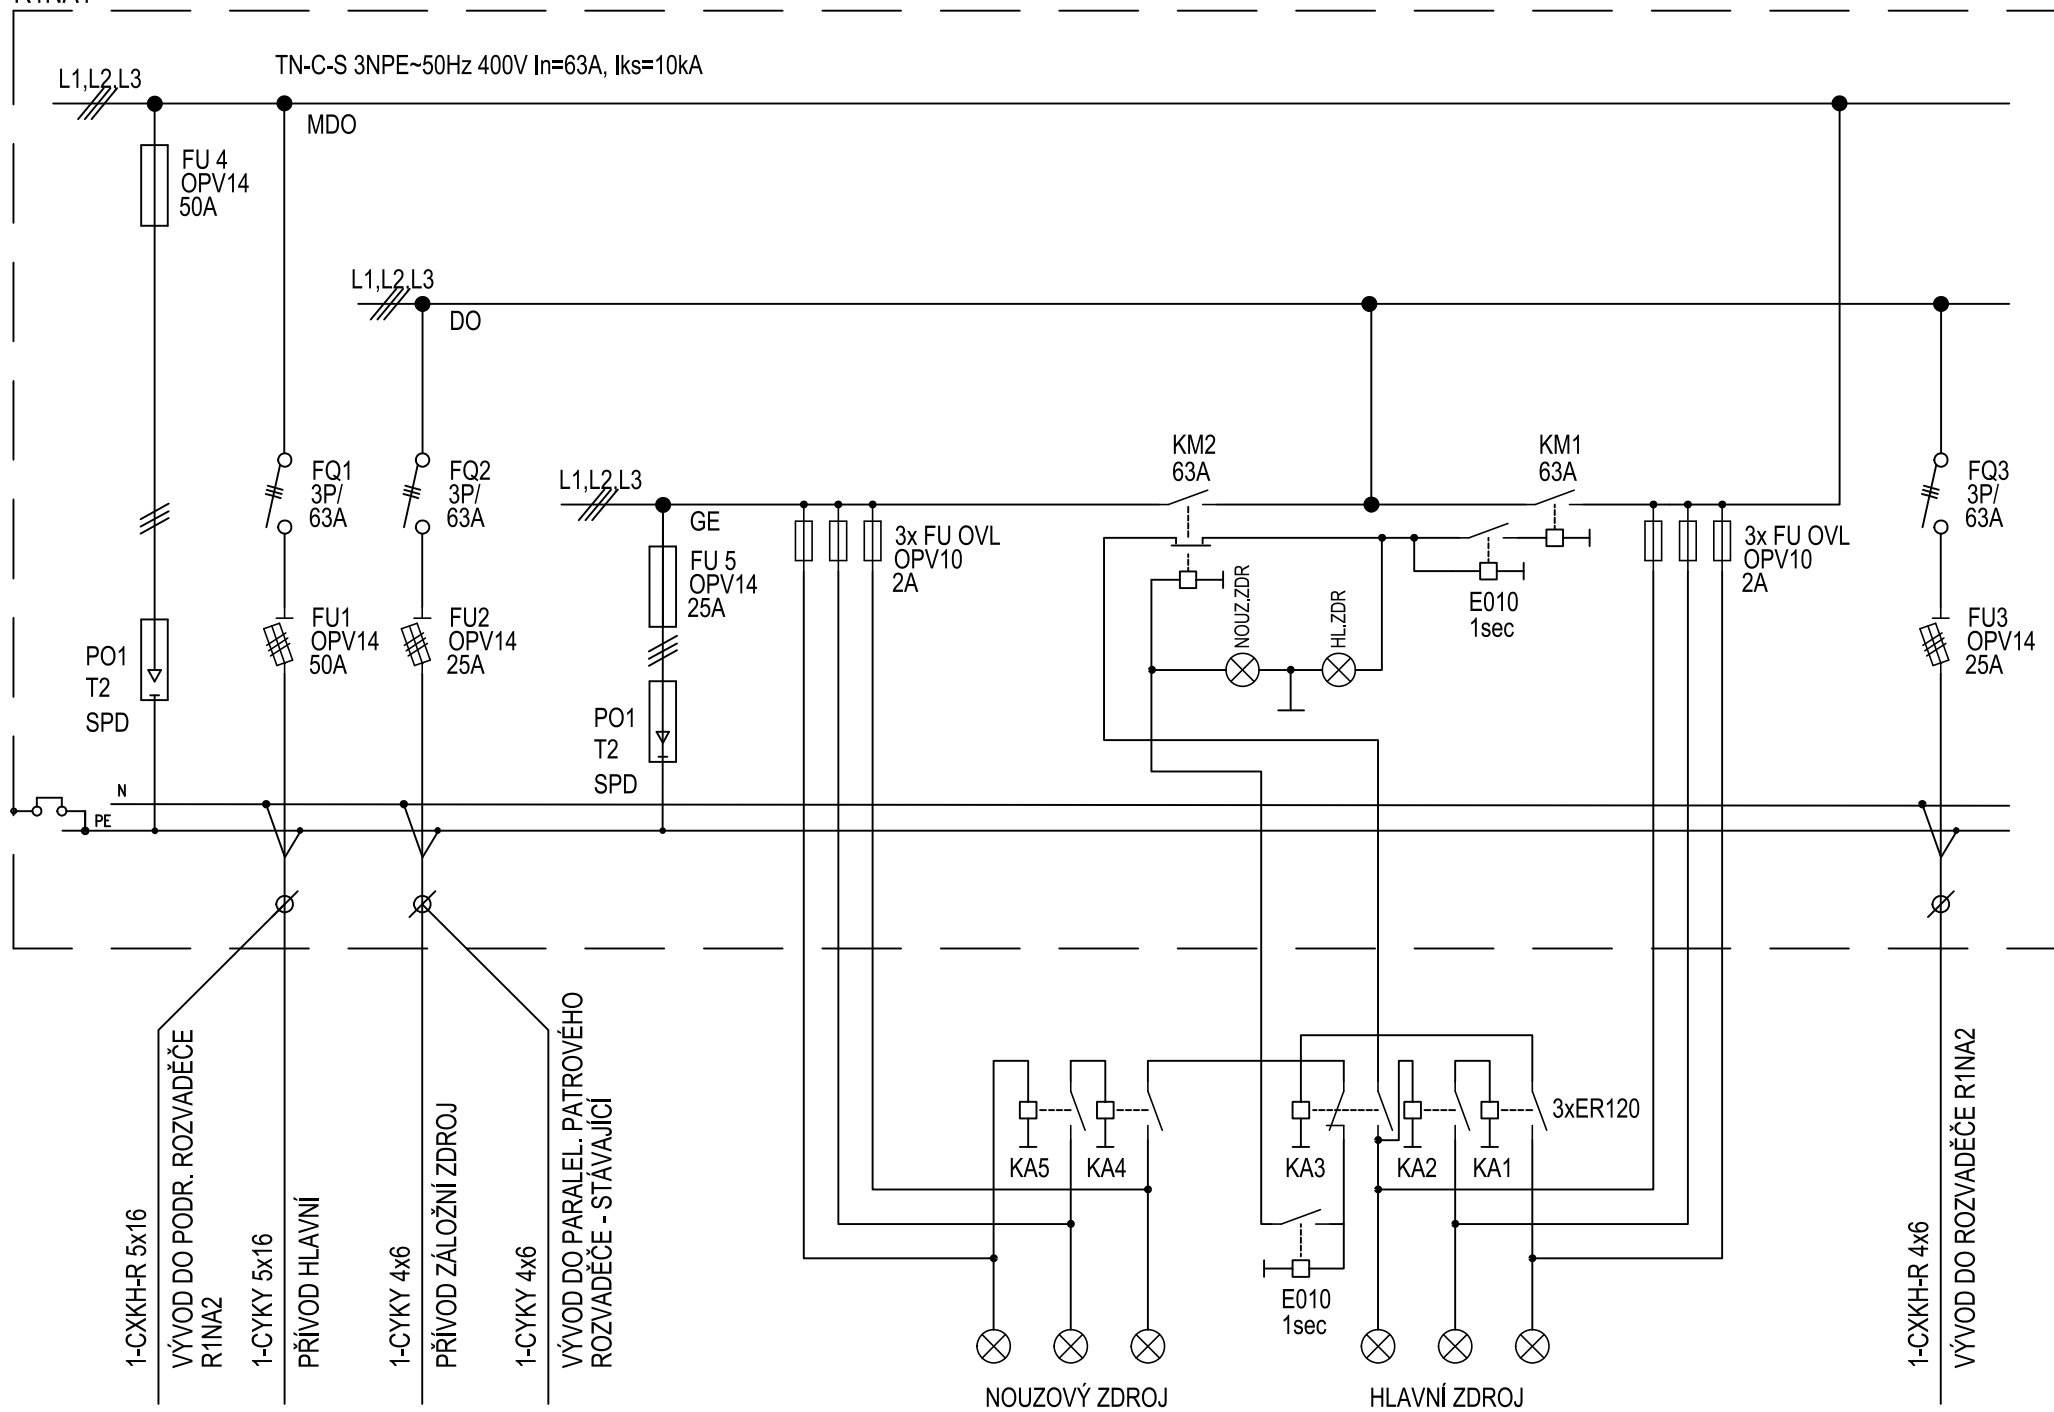 TN-C-S 3NPE~50Hz 400V In=63A, Iks=10kA
L1,L2,L3
MDO
FU 4
OPV14
50A
L1,L2,L3
DO
FQ1
3P/
63A
FQ2
3P/
63A
L1,L2,L3
GE
KM2
63A
KM1
63A
FQ3
3P/
63A
FU 5
OPV14
25A
3x FU OVL
OPV10
2A
NOUZ.ZDR
HL.ZDR
E010
1sec
3x FU OVL
OPV10
2A
FU1
OPV14
50A
FU2
OPV14
25A
FU3
OPV14
25A
PO1
T2
SPD
PO1
T2
SPD
N
PE
1-CXKH-R 5x16
VÝVOD DO PODR. ROZVADĚČE
R1NA2
1-CYKY 5x16
PŘÍVOD HLAVNÍ
1-CYKY 4x6
PŘÍVOD ZÁLOŽNÍ ZDROJ
1-CYKY 4x6
VÝVOD DO PARALEL. PATROVÉHO
ROZVADĚČE - STÁVAJÍCÍ
KA5
KA4
KA3
KA2
KA1
3xER120
E010
1sec
NOUZOVÝ ZDROJ
HLAVNÍ ZDROJ
1-CXKH-R 4x6
VÝVOD DO ROZVADĚČE R1NA2